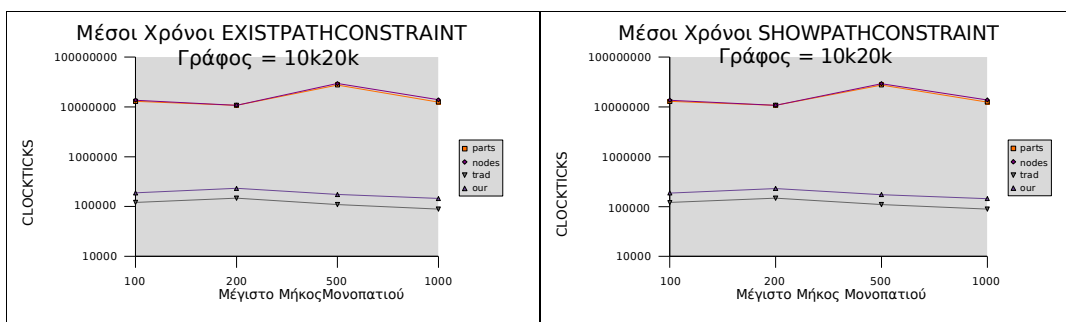 Μέσοι Χρόνοι EXISTPATHCONSTRAINT
Γράφος = 10k20k
100000000
10000000
1000000
100000
10000
CLOCKTICKS
100 200 500 1000
Μέγιστο ΜήκοςΜονοπατιού
parts
nodes
trad
our
Μέσοι Χρόνοι SHOWPATHCONSTRAINT
Γράφος = 10k20k
100000000
10000000
1000000
100000
10000
CLOCKTICKS
100 200 500 1000
Μέγιστο Μήκος Μονοπατιού
parts
nodes
trad
our